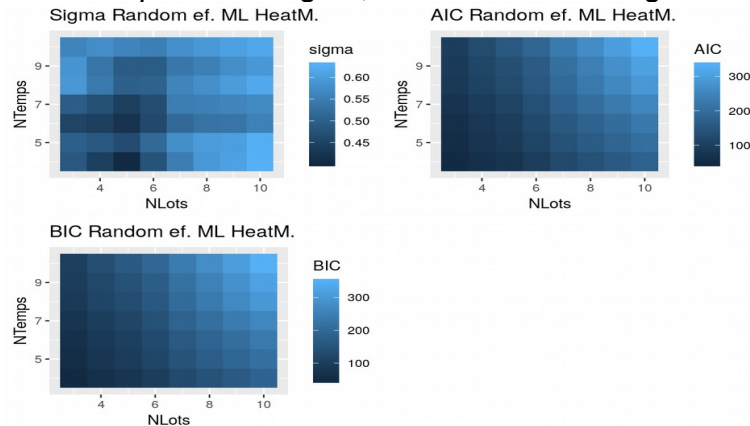 Sigma Random ef. ML HeatM.
NTemps
9
7
5
4
6
8
10
NLots
sigma
0.60
0.55
0.50
0.45
AIC Random ef. ML HeatM.
NTemps
9
7
5
4
6
8
10
NLots
AIC
300
200
100
BIC Random ef. ML HeatM.
NTemps
9
7
5
4
6
8
10
NLots
BIC
300
200
100